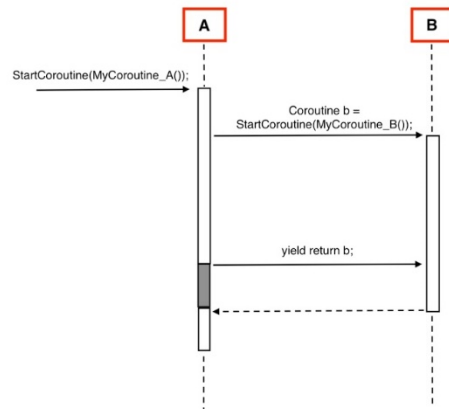 A
B
StartCoroutine(MyCoroutine_A());
Coroutine b =
StartCoroutine(MyCoroutine_B());
yield return b;